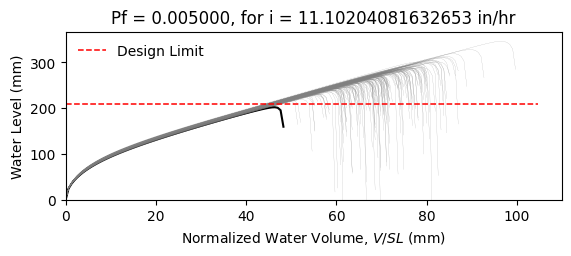 Pf = 0.005000, for i = 11.10204081632653 in/hr
Design Limit
Water Level (mm)
300
200
100
0
0 20 40 60 80 100
Normalized Water Volume, V/SL (mm)